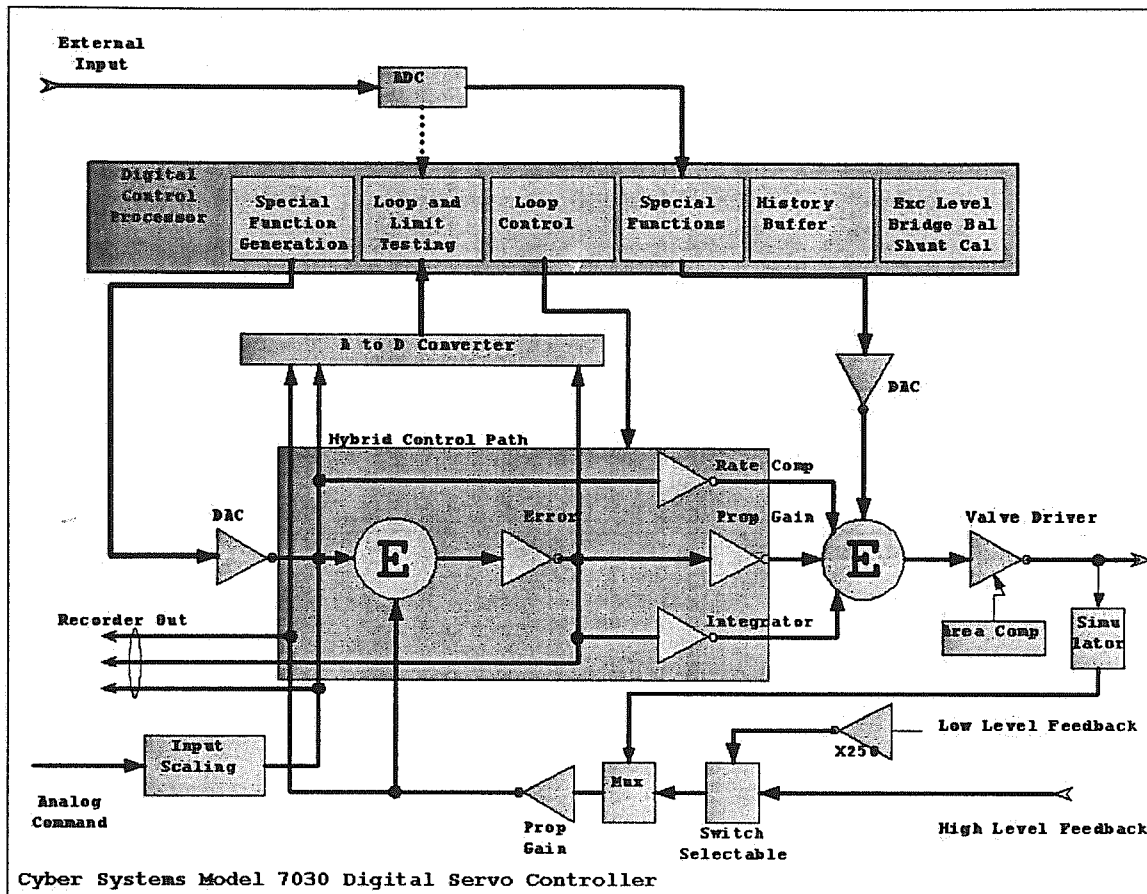 External
Input
ADC
Digital
Control
Processor
Special
Function
Generation
Loop and
Limit
Testing
Loop
Control
Special
Functions
History
Buffer
Exc Level
Bridge Bal
Shunt Cal
A to D Converter
DAC
Hybrid Control Path
Rate Comp
DAC
Error
Prop Gain
Valve Driver
E
E
Recorder Out
Integrator
Area Comp
Simu
lator
Input
Scaling
X250
Low Level Feedback
Mux
Analog
Command
Prop
Gain
Switch
Selectable
High Level Feedback
Cyber Systems Model 7030 Digital Servo Controller